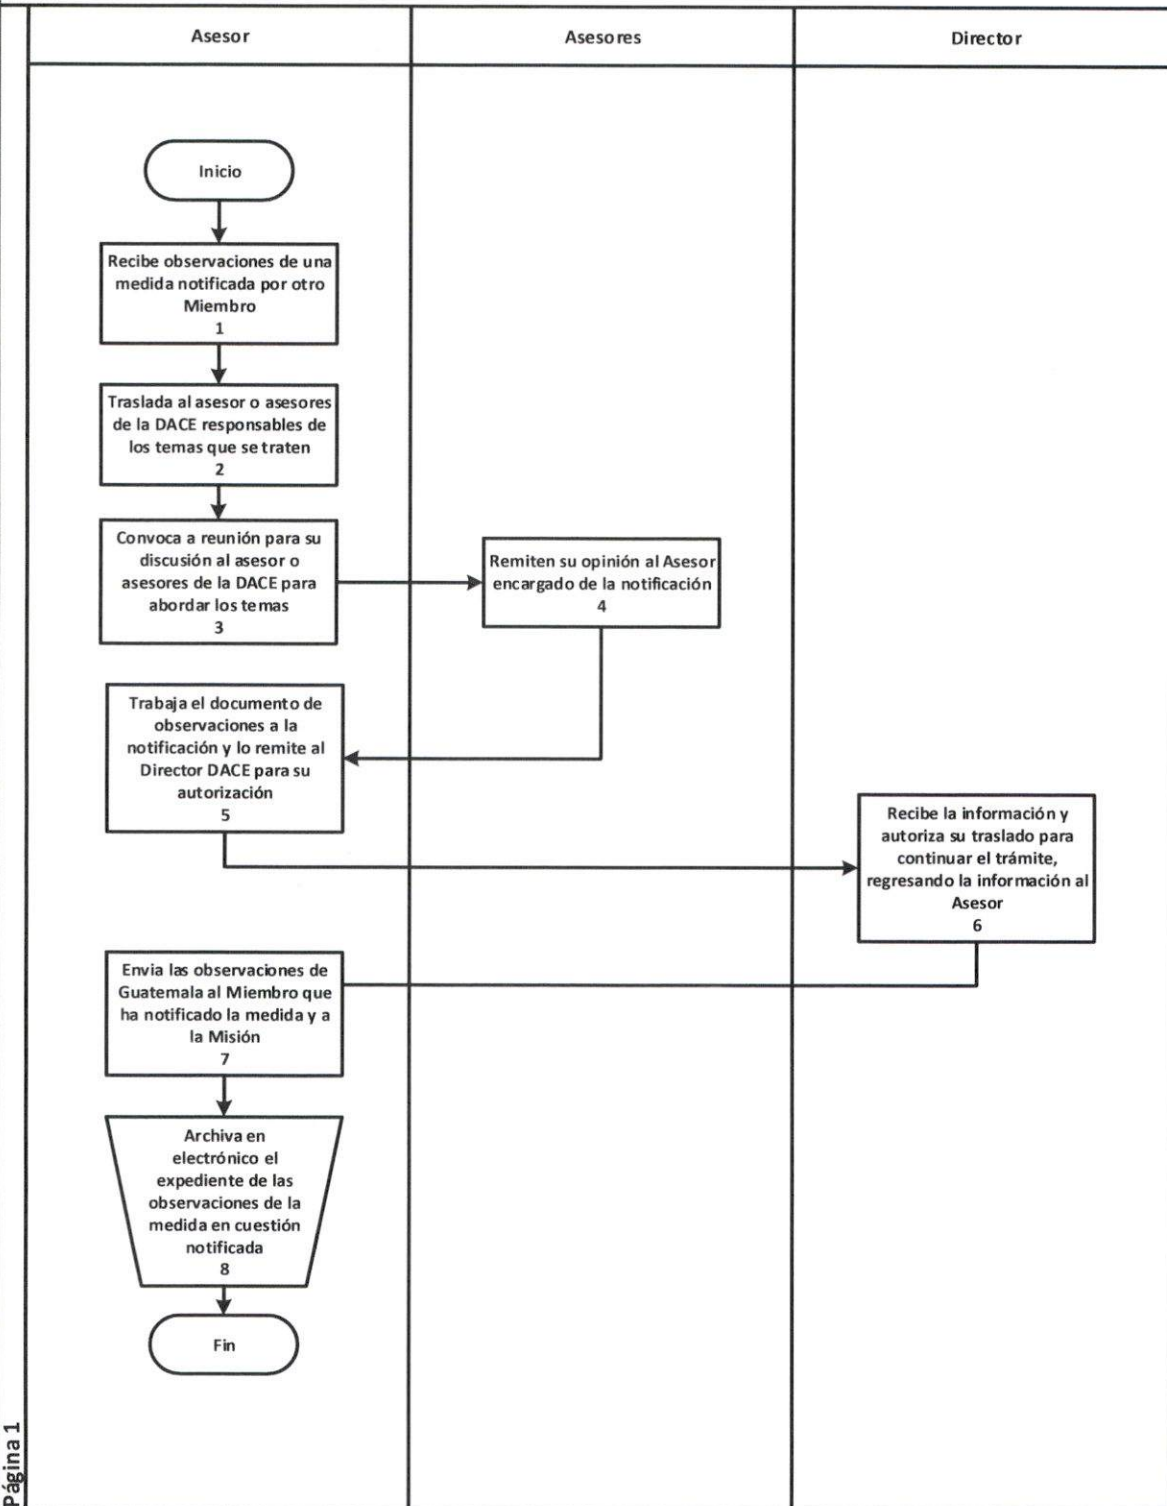 Asesor
Asesores
Director
Inicio
Recibe observaciones de una
medida notificada por otro
Miembro
1
Traslada al asesor o asesores
de la DACE responsables de
los temas que se traten
2
Convoca a reunión para su
discusión al asesor o
asesores de la DACE para
abordar los temas
3
Remiten su opinión al Asesor
encargado de la notificación
4
Trabaja el documento de
observaciones a la
notificación y lo remite al
Director DACE para su
autorización
5
Recibe la información y
autoriza su traslado para
continuar el trámite,
regresando la información al
Asesor
6
Envia las observaciones de
Guatemala al Miembro que
ha notificado la medida y a
la Misión
7
Archiva en
electrónico el
expediente de las
observaciones de la
medida en cuestión
notificada
8
Fin
Página 1